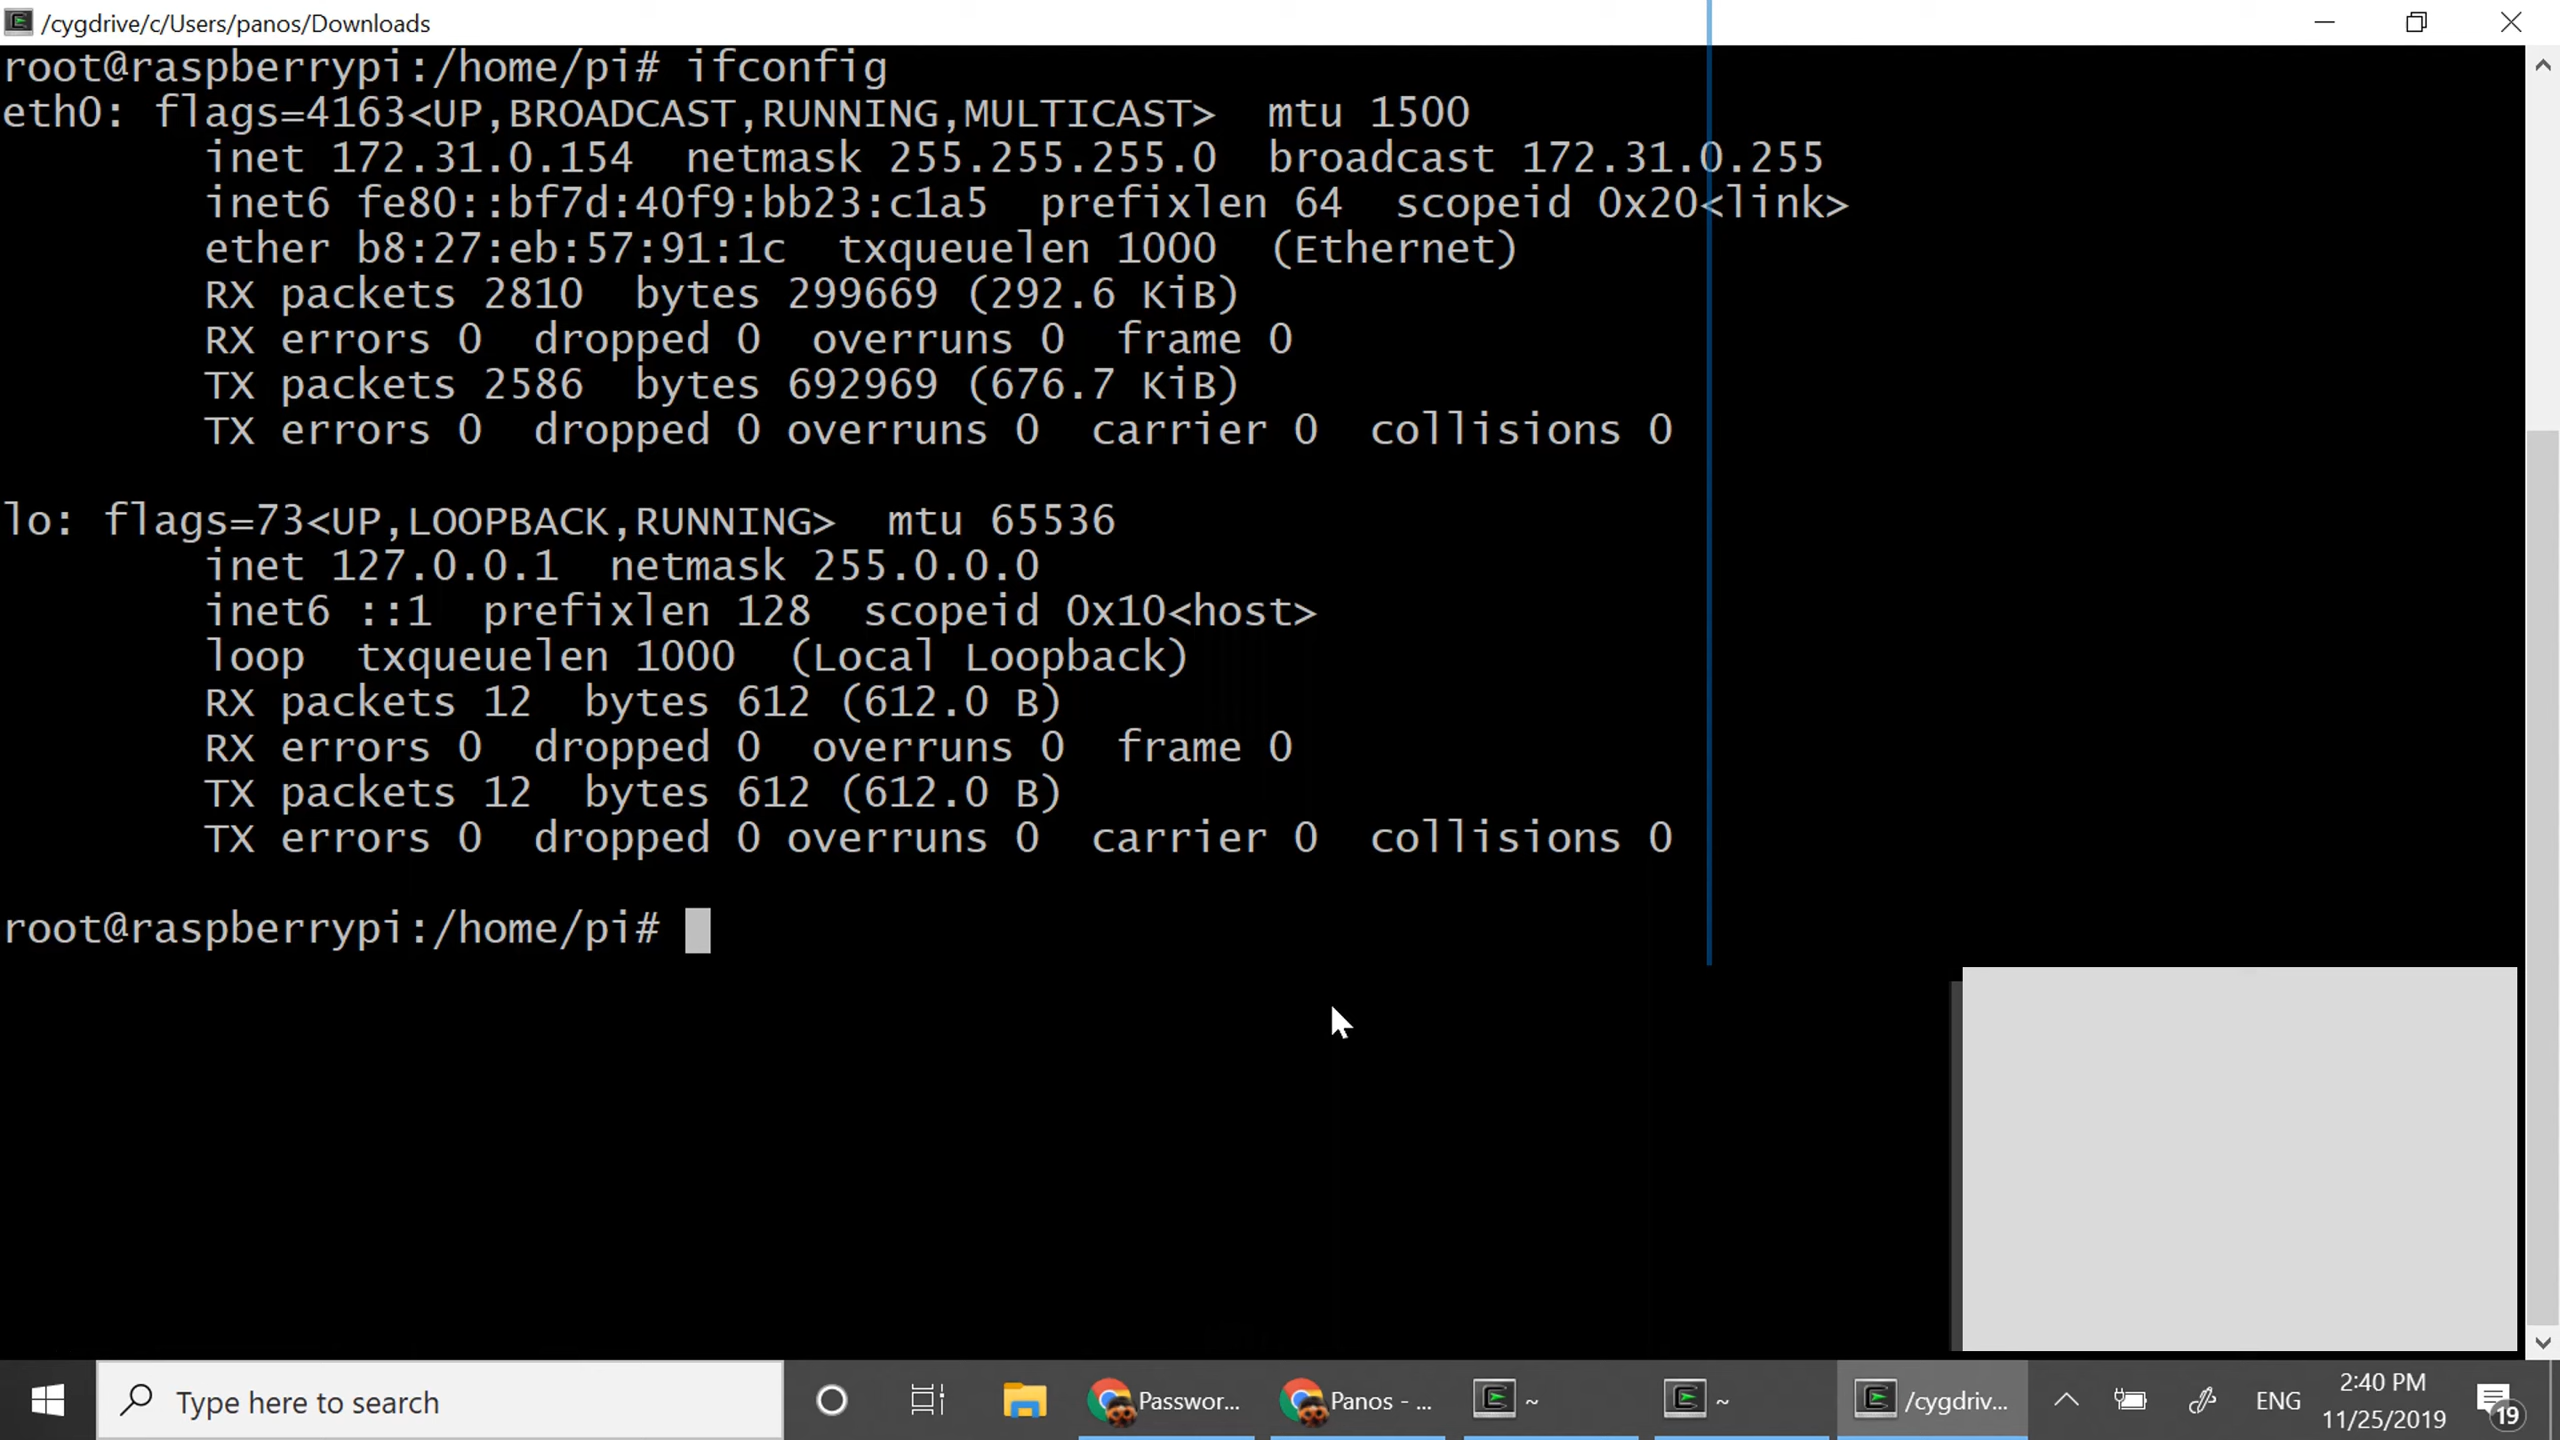 /cygdrive/c/Users/panos/Downloads
root@raspberrypi:/home/pi# ifconfig
eth0: flags=4163<UP,BROADCAST,RUNNING,MULTICAST>  mtu 1500
        inet 172.31.0.154  netmask 255.255.255.0  broadcast 172.31.0.255
        inet6 fe80::bf7d:40f9:bb23:c1a5  prefixlen 64  scopeid 0x20<link>
        ether b8:27:eb:57:91:1c  txqueuelen 1000  (Ethernet)
        RX packets 2810  bytes 299669 (292.6 KiB)
        RX errors 0  dropped 0  overruns 0  frame 0
        TX packets 2586  bytes 692969 (676.7 KiB)
        TX errors 0  dropped 0 overruns 0  carrier 0  collisions 0
lo: flags=73<UP,LOOPBACK,RUNNING>  mtu 65536
        inet 127.0.0.1  netmask 255.0.0.0
        inet6 ::1  prefixlen 128  scopeid 0x10<host>
        loop  txqueuelen 1000  (Local Loopback)
        RX packets 12  bytes 612 (612.0 B)
        RX errors 0  dropped 0  overruns 0  frame 0
        TX packets 12  bytes 612 (612.0 B)
        TX errors 0  dropped 0 overruns 0  carrier 0  collisions 0
root@raspberrypi:/home/pi#
Type here to search
Passwor...
Panos - ...
~
~
/cygdriv...
ENG
2:40 PM
11/25/2019
19